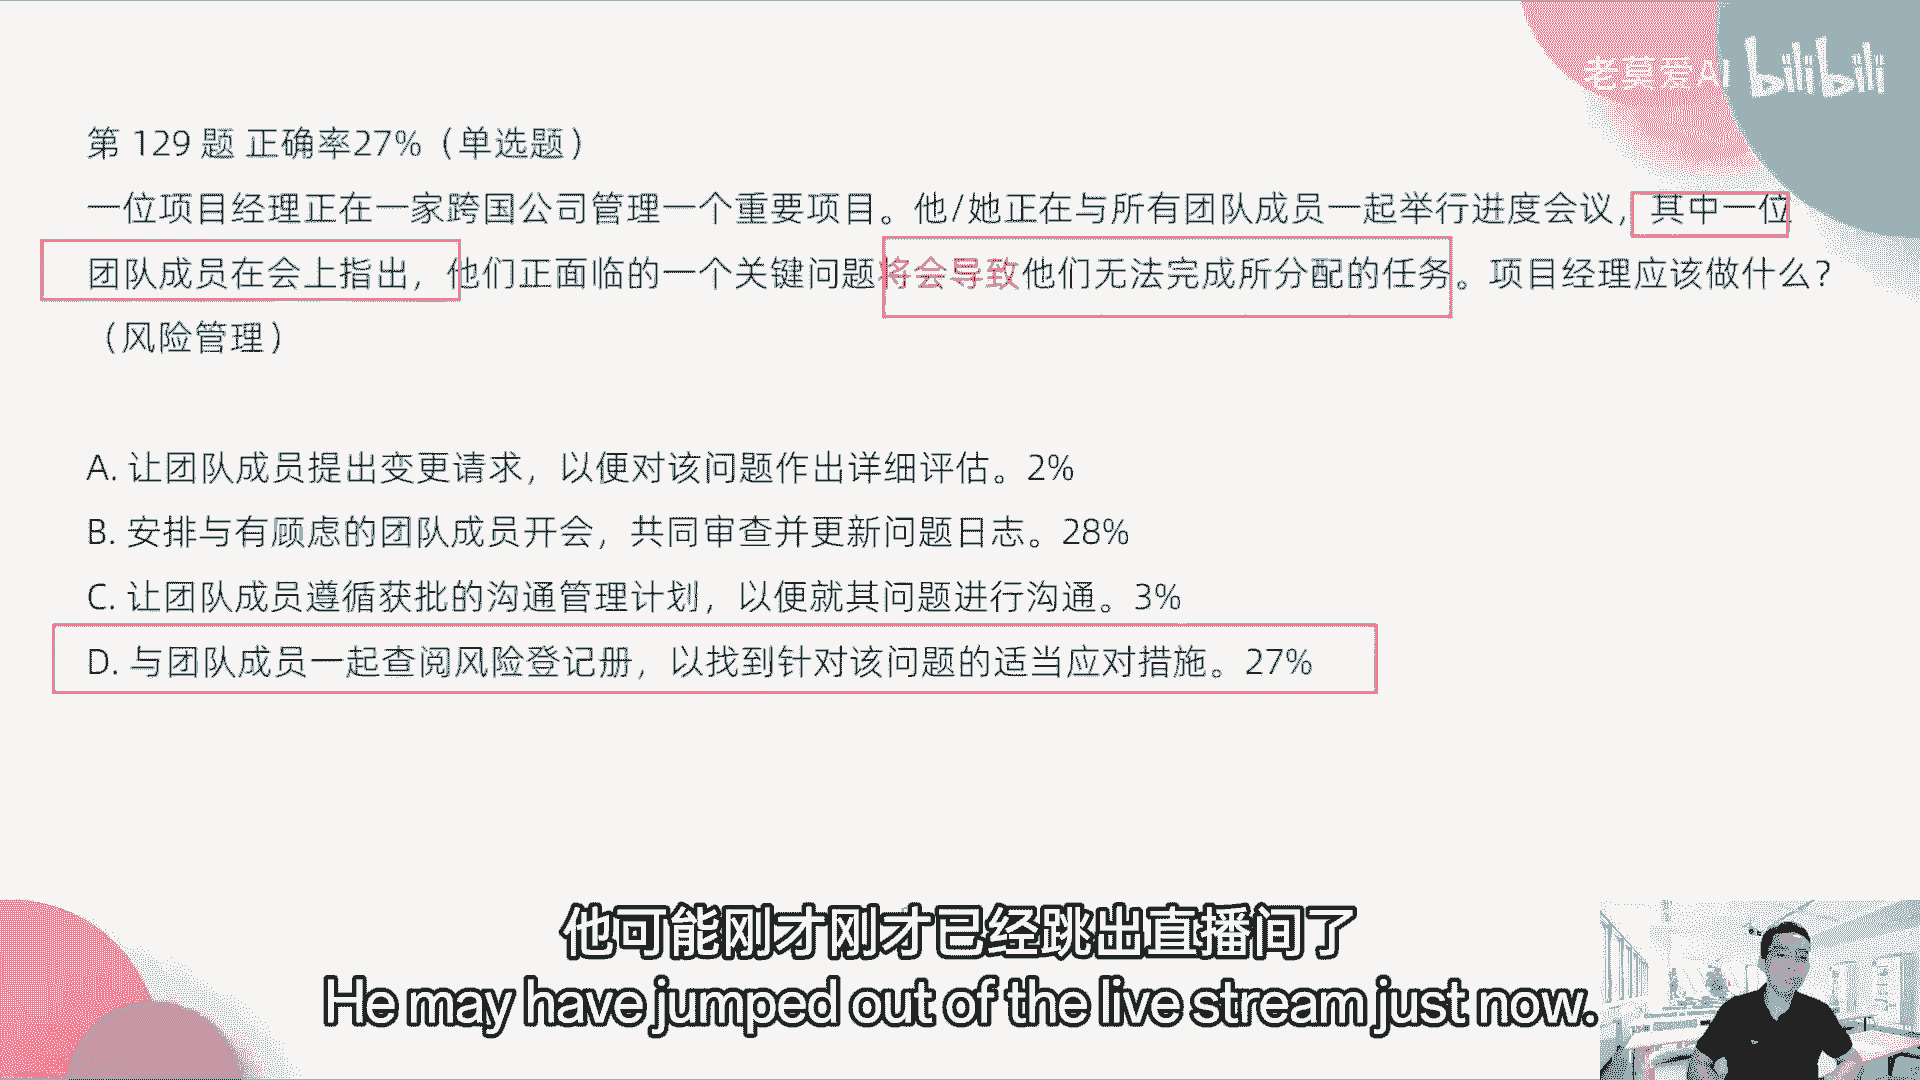 老莫爱AI bilibili
第 129 题 正确率27%（单选题）
一位项目经理正在一家跨国公司管理一个重要项目。他/她正在与所有团队成员一起举行进度会议，其中一位
团队成员在会上指出，他们正面临的一个关键问题将会导致他们无法完成所分配的任务。项目经理应该做什么？
（风险管理）
A. 让团队成员提出变更请求，以便对该问题作出详细评估。2%
B. 安排与有顾虑的团队成员开会，共同审查并更新问题日志。28%
C. 让团队成员遵循获批的沟通管理计划，以便就其问题进行沟通。3%
D. 与团队成员一起查阅风险登记册，以找到针对该问题的适当应对措施。27%
他可能刚才刚才已经跳出直播间了
He may have jumped out of the live stream just now.